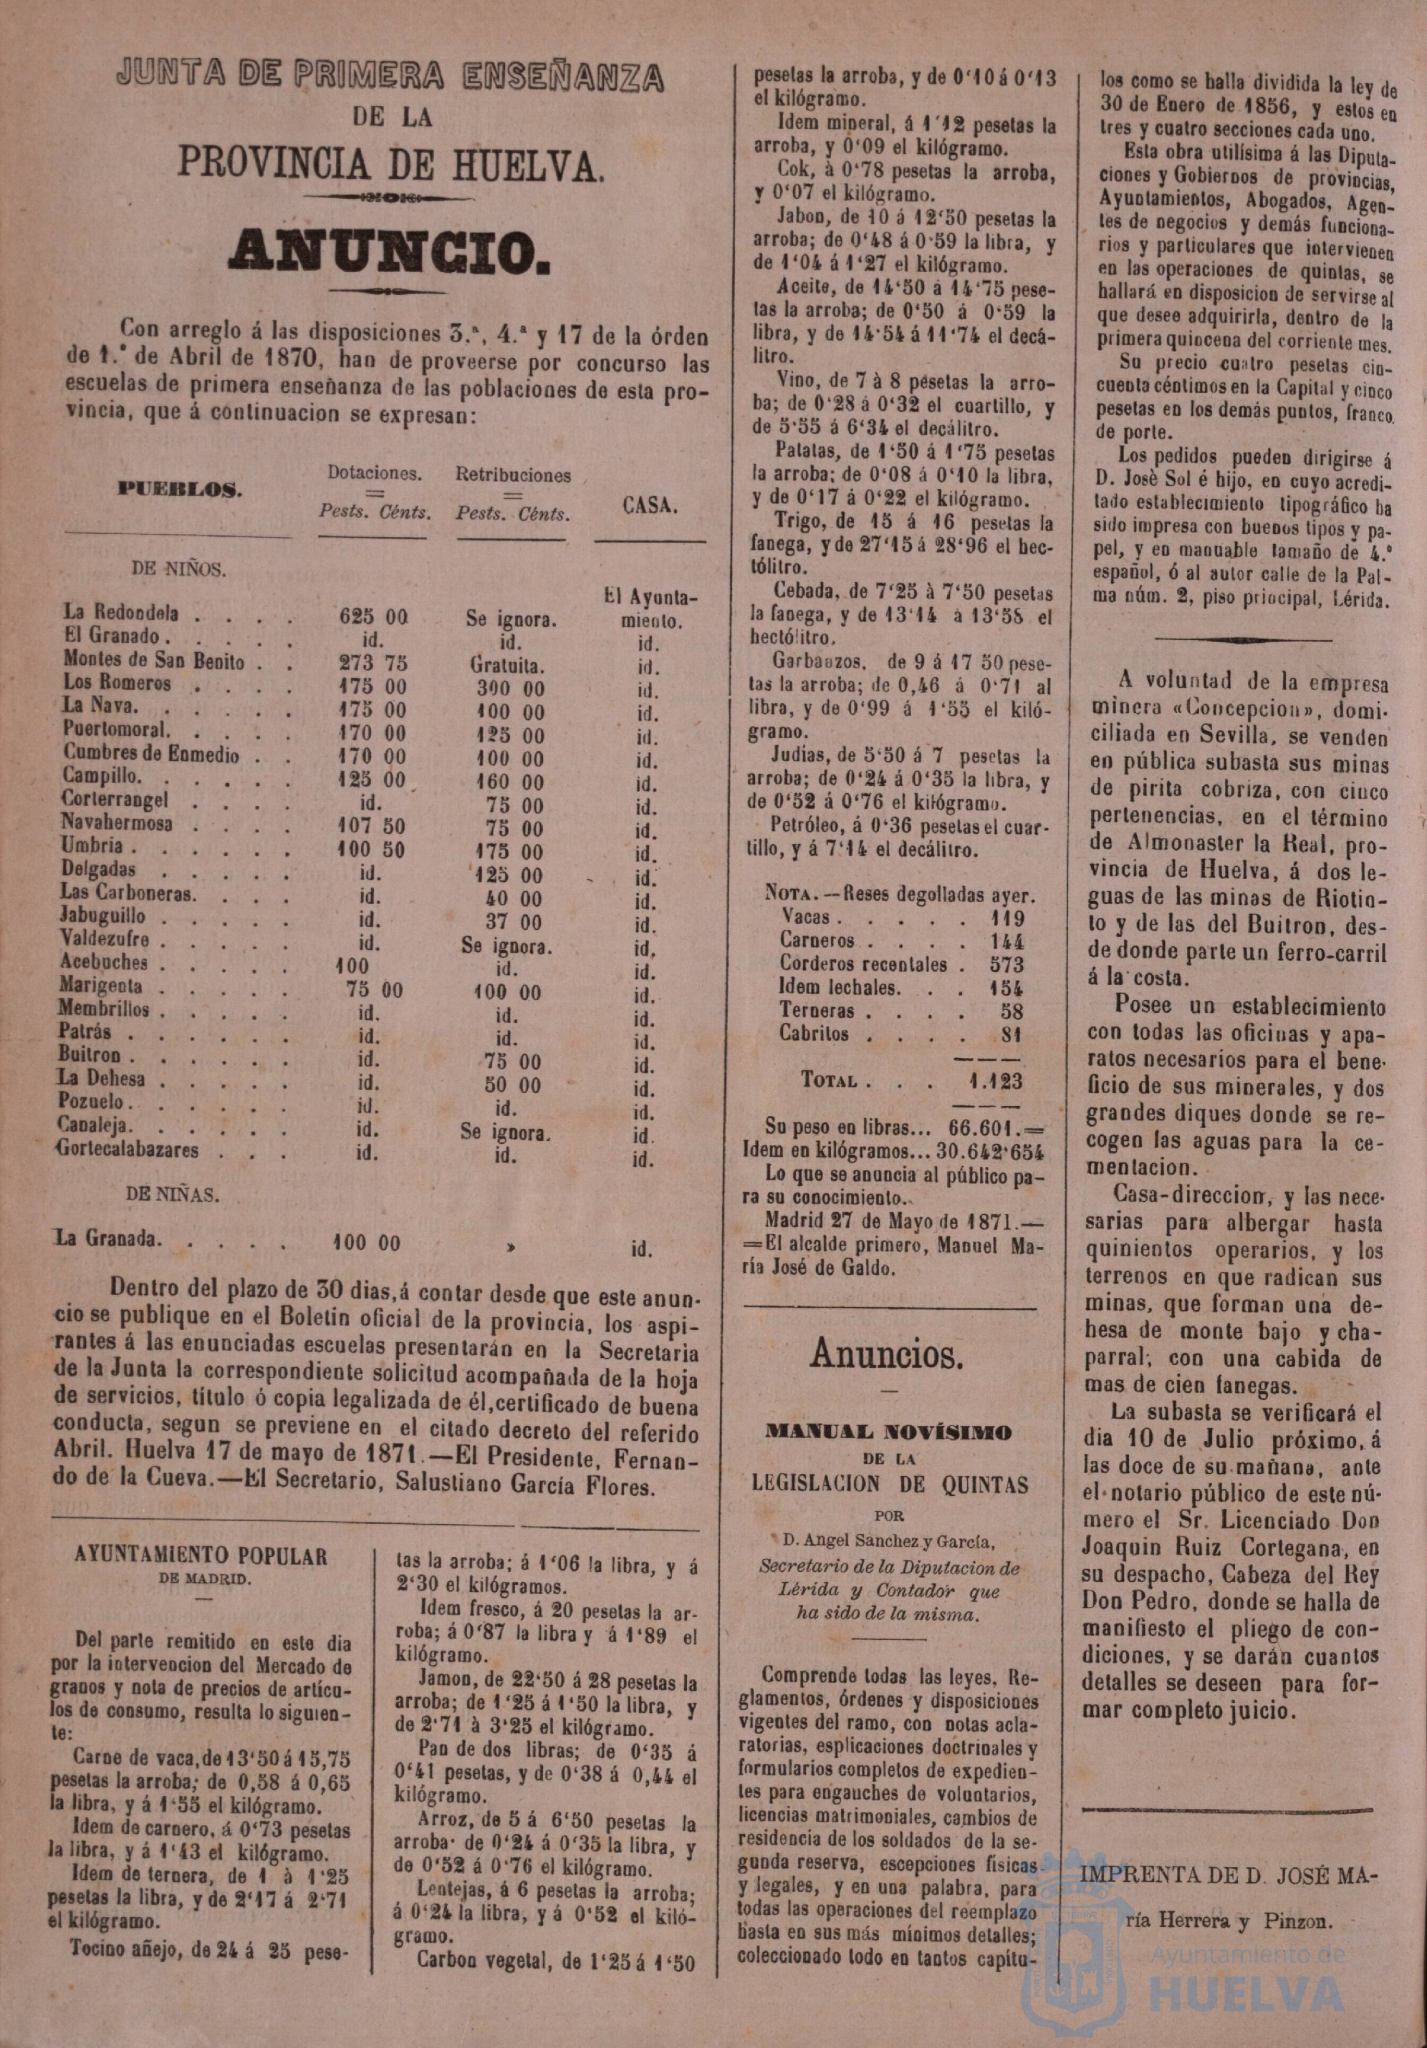 JUNTA DE PRIMERA ENSEÑANZA
DE LA
PROVINCIA DE HUELVA.
ANUNCIO.
Con arreglo á las disposiciones 3.ª, 4.ª y 17 de la órden
de 1.º de Abril de 1870, han de proveerse por concurso las
escuelas de primera enseñanza de las poblaciones de esta pro-
vincia, que á continuacion se expresan:
PUEBLOS. Dotaciones. Retribuciones CASA.
Pests. Cénts. Pests. Cénts.
DE NIÑOS.
La Redondela . . . . 625 00 Se ignora. El Ayunta-
miento.
El Granado . . . . . id. id. id.
Montes de San Benito . . 273 75 Gratuita. id.
Los Romeros . . . . 175 00 300 00 id.
La Nava. . . . . . 175 00 100 00 id.
Puertomoral. . . . . 170 00 125 00 id.
Cumbres de Enmedio . . 170 00 100 00 id.
Campillo. . . . . . 125 00 160 00 id.
Corterrangel . . . . id. 75 00 id.
Navahermosa . . . . 107 50 75 00 id.
Umbria . . . . . . 100 50 175 00 id.
Delgadas . . . . . id. 125 00 id.
Las Carboneras. . . . id. 40 00 id.
Jabuguillo . . . . . id. 37 00 id.
Valdezufre . . . . . id. Se ignora. id.
Acebuches . . . . . 100 id. id.
Marigenta . . . . . 75 00 100 00 id.
Membrillos . . . . . id. id. id.
Patrás . . . . . . id. id. id.
Buitron . . . . . . id. 75 00 id.
La Dehesa . . . . . id. 50 00 id.
Pozuelo . . . . . . id. id. id.
Canaleja. . . . . . id. Se ignora. id.
Gortecalabazares . . . id. id. id.
DE NIÑAS.
La Granada. . . . . 100 00 » id.
Dentro del plazo de 30 dias, á contar desde que este anun-
cio se publique en el Boletín oficial de la provincia, los aspi-
rantes á las enunciadas escuelas presentarán en la Secretaria
de la Junta la correspondiente solicitud acompañada de la hoja
de servicios, título ó copia legalizada de él, certificado de buena
conducta, segun se previene en el citado decreto del referido
Abril. Huelva 17 de mayo de 1871.—El Presidente, Fernan-
do de la Cueva.—El Secretario, Salustiano García Flores.
AYUNTAMIENTO POPULAR
DE MADRID.
Del parte remitido en este dia
por la intervencion del Mercado de
granos y nota de precios de artícu-
los de consumo, resulta lo siguien-
te:
Carne de vaca, de 13'50 á 15,75
pesetas la arroba; de 0,58 á 0,65
la libra, y á 1'55 el kilógramo.
Idem de carnero, á 0'73 pesetas
la libra, y á 1'43 el kilógramo.
Idem de ternera, de 1 à 1'25
pesetas la libra, y de 2'17 á 2'71
el kilógramo.
Tocino añejo, de 24 á 25 pese-
tas la arroba; á 1'06 la libra, y á
2'30 el kilógramos.
Idem fresco, á 20 pesetas la ar-
roba; á 0'87 la libra y á 1'89 el
kilógramo.
Jamon, de 22'50 á 28 pesetas la
arroba; de 1'25 á 1'50 la libra, y
de 2'71 à 3'25 el kilógramo.
Pan de dos libras; de 0'35 á
0'41 pesetas, y de 0'38 á 0,44 el
kilógramo.
Arroz, de 5 á 6'50 pesetas la
arroba· de 0'24 á 0'35 la libra, y
de 0'52 á 0'76 el kilógramo.
Lentejas, á 6 pesetas la arroba;
á 0'24 la libra, y á 0'52 el kiló-
gramo.
Carbon vegetal, de 1'25 á 1'50
pesetas la arroba, y de 0'10 á 0'13
el kilógramo.
Idem mineral, á 1'12 pesetas la
arroba, y 0'09 el kilógramo.
Cok, à 0'78 pesetas la arroba,
y 0'07 el kilógramo.
Jabon, de 10 á 12'50 pesetas la
arroba; de 0'48 á 0'59 la libra, y
de 1'04 á 1'27 el kilógramo.
Aceite, de 14'50 á 14'75 pese-
tas la arroba; de 0'50 á 0'59 la
libra, y de 14'54 á 11'74 el decá-
litro.
Vino, de 7 à 8 pesetas la arro-
ba; de 0'28 á 0'32 el cuartillo, y
de 5'55 á 6'34 el decálitro.
Patatas, de 1'50 á 1'75 pesetas
la arroba; de 0'08 á 0'10 la libra,
y de 0'17 á 0'22 el kilógramo.
Trigo, de 15 á 16 pesetas la
fanega, y de 27'15 á 28'96 el hec-
tólitro.
Cebada, de 7'25 à 7'50 pesetas
la fanega, y de 13'14 à 13'58 el
hectólitro.
Garbanzos, de 9 á 17 50 pese-
tas la arroba; de 0,46 á 0'71 al
libra, y de 0'99 á 1'55 el kiló-
gramo.
Judias, de 5'50 á 7 pesetas la
arroba; de 0'24 á 0'35 la libra, y
de 0'52 á 0'76 el kilógramo.
Petróleo, á 0'36 pesetas el cuar-
tillo, y á 7'14 el decálitro.
NOTA.—Reses degolladas ayer.
Vacas . . . . . 119
Carneros . . . . 144
Corderos recentales . 573
Idem lechales. . . 154
Terneras . . . . 58
Cabritos . . . . 81
TOTAL . . . 1.123
Su peso en libras... 66.601.=
Idem en kilógramos... 30.642'654
Lo que se anuncia al público pa-
ra su conocimiento.
Madrid 27 de Mayo de 1871.—
=El alcalde primero, Manuel Ma-
ría José de Galdo.
Anuncios.
MANUAL NOVÍSIMO
DE LA
LEGISLACION DE QUINTAS
POR
D. Angel Sanchez y García,
Secretario de la Diputacion de
Lérida y Contador que
ha sido de la misma.
Comprende todas las leyes, Re-
glamentos, órdenes y disposiciones
vigentes del ramo, con notas acla-
ratorias, esplicaciones doctrinales y
formularios completos de expedien-
tes para engauches de voluntarios,
licencias matrimoniales, cambios de
residencia de los soldados de la se-
gunda reserva, escepciones físicas
y legales, y en una palabra, para
todas las operaciones del reemplazo
hasta en sus más mínimos detalles;
coleccionado todo en tantos capítu-
los como se halla dividida la ley de
30 de Enero de 1856, y estos en
tres y cuatro secciones cada uno.
Esta obra utilísima á las Diputa-
ciones y Gobiernos de provincias,
Ayuntamientos, Abogados, Agen-
tes de negocios y demás funciona-
rios y particulares que intervienen
en las operaciones de quintas, se
hallará en disposicion de servirse al
que desee adquirirla, dentro de la
primera quincena del corriente mes.
Su precio cuatro pesetas cin-
cuenta céntimos en la Capital y cinco
pesetas en los demás puntos, franco
de porte.
Los pedidos pueden dirigirse á
D. Josè Sol é hijo, en cuyo acredi-
tado establecimiento tipográfico ha
sido impresa con buenos tipos y pa-
pel, y en manuable tamaño de 4.º
español, ó al autor calle de la Pal-
ma núm. 2, piso principal, Lérida.
A voluntad de la empresa
minera «Concepcion», domi-
ciliada en Sevilla, se venden
en pública subasta sus minas
de pirita cobriza, con cinco
pertenencias, en el término
de Almonaster la Real, pro-
vincia de Huelva, á dos le-
guas de las minas de Riotin-
to y de las del Buitron, des-
de donde parte un ferro-carril
á la costa.
Posee un establecimiento
con todas las oficinas y apa-
ratos necesarios para el bene-
ficio de sus minerales, y dos
grandes diques donde se re-
cogen las aguas para la ce-
mentacion.
Casa-direccion, y las nece-
sarias para albergar hasta
quinientos operarios, y los
terrenos en que radican sus
minas, que forman una de-
hesa de monte bajo y cha-
parral, con una cabida de
mas de cien fanegas.
La subasta se verificará el
dia 10 de Julio próximo, á
las doce de su mañana, ante
el notario público de este nú-
mero el Sr. Licenciado Don
Joaquin Ruiz Cortegana, en
su despacho, Cabeza del Rey
Don Pedro, donde se halla de
manifiesto el pliego de con-
diciones, y se darán cuantos
detalles se deseen para for-
mar completo juicio.
IMPRENTA DE D. JOSÉ MA-
ría Herrera y Pinzon.
Ayuntamiento de
HUELVA